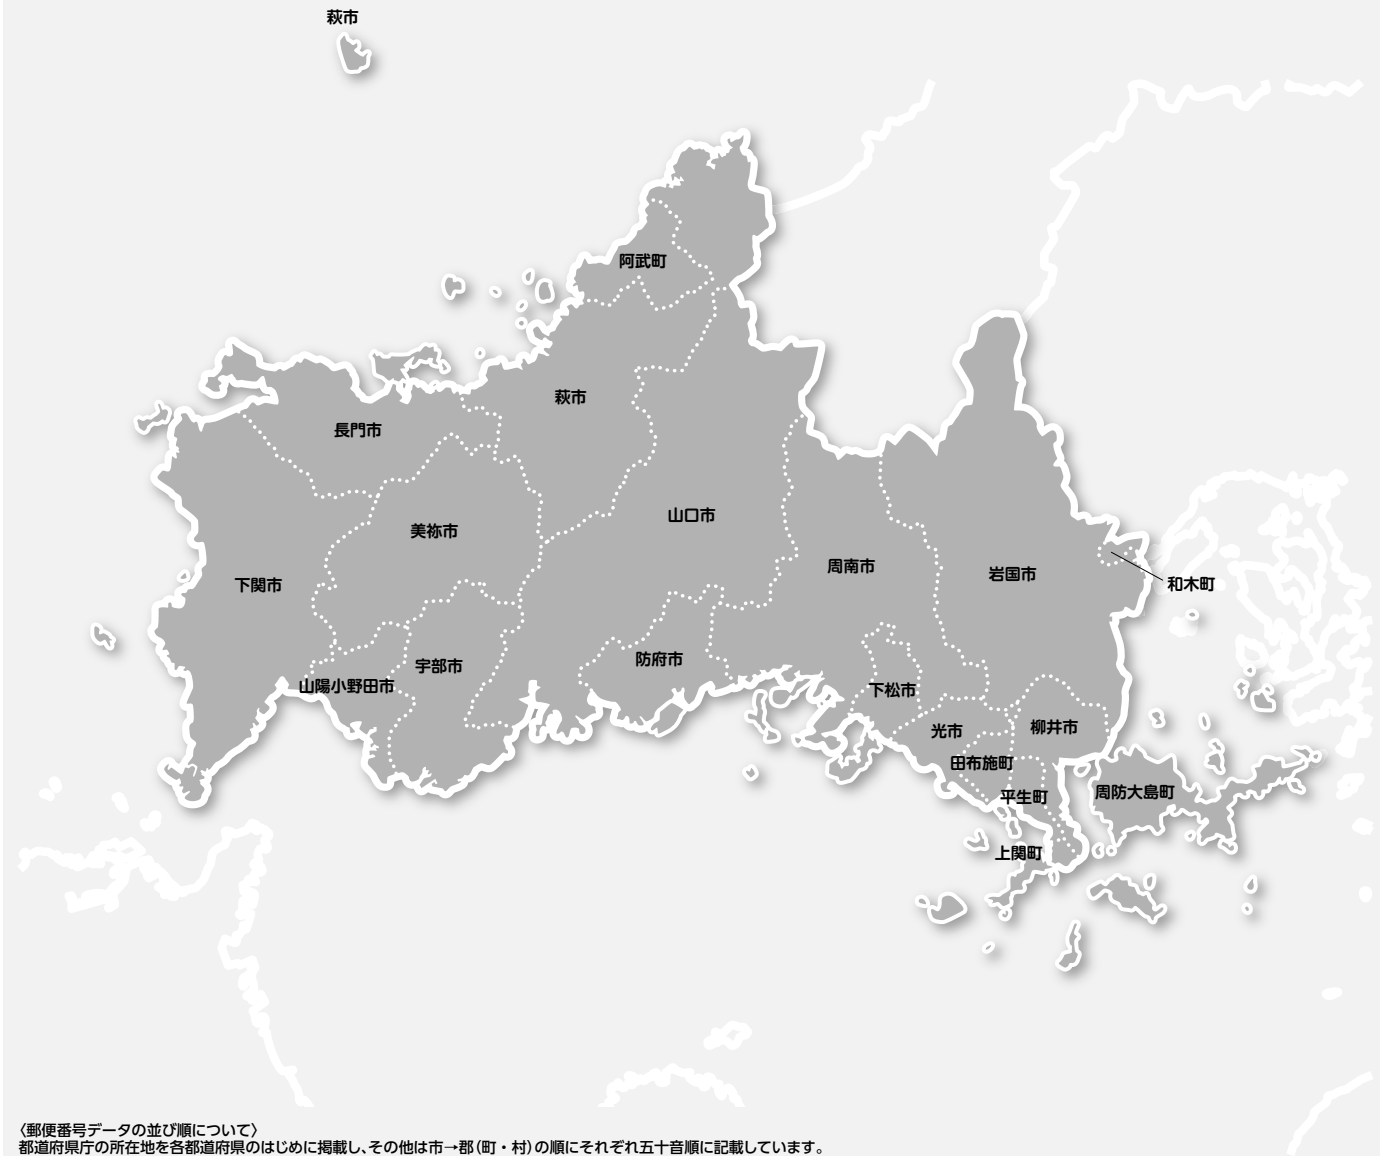 萩市
阿武町
萩市
長門市
山口市
美祢市
周南市
岩国市
下関市
和木町
防府市
宇部市
山陽小野田市
下松市
柳井市
光市
田布施町
周防大島町
平生町
上関町
〈郵便番号データの並び順について〉
都道府県庁の所在地を各都道府県のはじめに掲載し、その他は市→郡（町・村）の順にそれぞれ五十音順に記載しています。